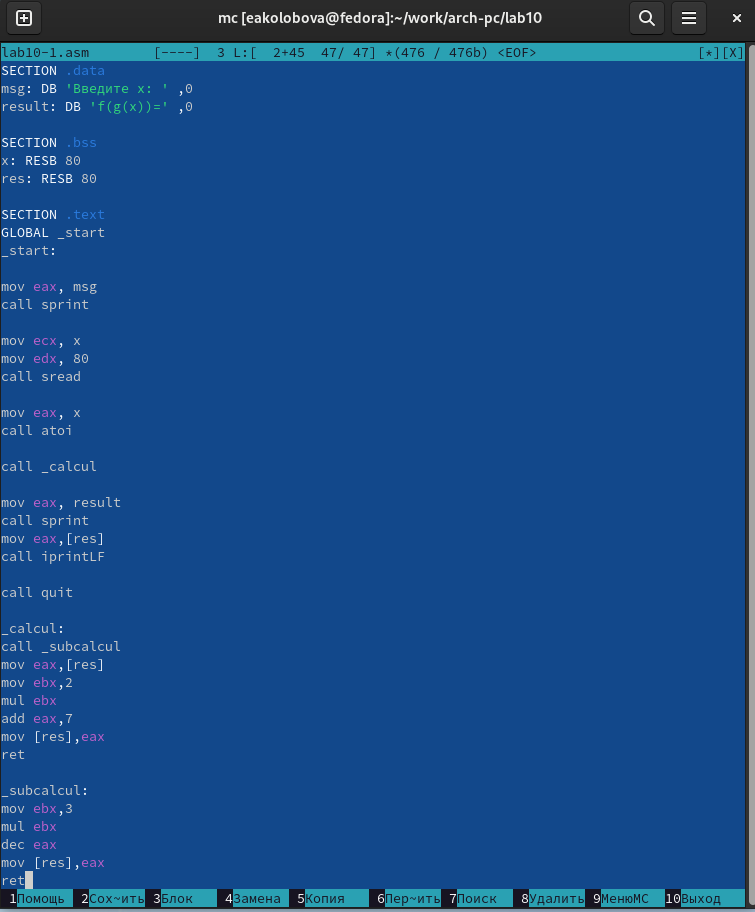 mc [eakolobova@fedora]:~/work/arch-pc/lab10
lab10-1.asm [----] 3 L:[ 2+45 47/ 47] *(476 / 476b) <EOF> [*][X]
SECTION .data
msg: DB 'Введите x: ' ,0
result: DB 'f(g(x))=' ,0
SECTION .bss
x: RESB 80
res: RESB 80
SECTION .text
GLOBAL _start
_start:
mov eax, msg
call sprint
mov ecx, x
mov edx, 80
call sread
mov eax, x
call atoi
call _calcul
mov eax, result
call sprint
mov eax,[res]
call iprintLF
call quit
_calcul:
call _subcalcul
mov eax,[res]
mov ebx,2
mul ebx
add eax,7
mov [res],eax
ret
_subcalcul:
mov ebx,3
mul ebx
dec eax
mov [res],eax
ret
1Помощь 2Сох~ить 3Блок 4Замена 5Копия 6Пер~ить 7Поиск 8Удалить 9МенюMC 10Выход